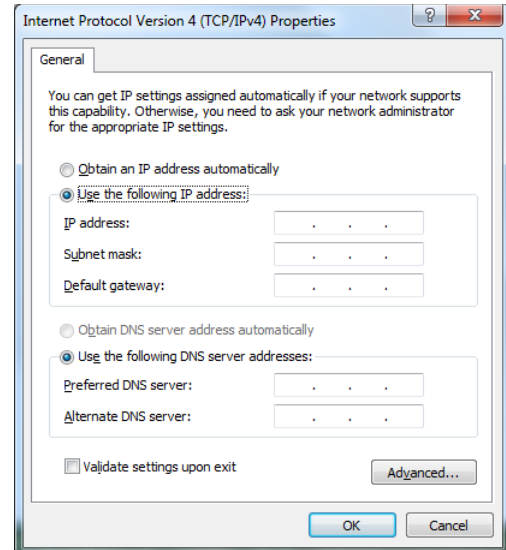 Internet Protocol Version 4 (TCP/IPv4) Properties
General
You can get IP settings assigned automatically if your network supports
this capability. Otherwise, you need to ask your network administrator
for the appropriate IP settings.
Obtain an IP address automatically
Use the following IP address:
IP address:
. . .
Subnet mask:
. . .
Default gateway:
. . .
Obtain DNS server address automatically
Use the following DNS server addresses:
Preferred DNS server:
. . .
Alternate DNS server:
. . .
Validate settings upon exit
Advanced...
OK Cancel